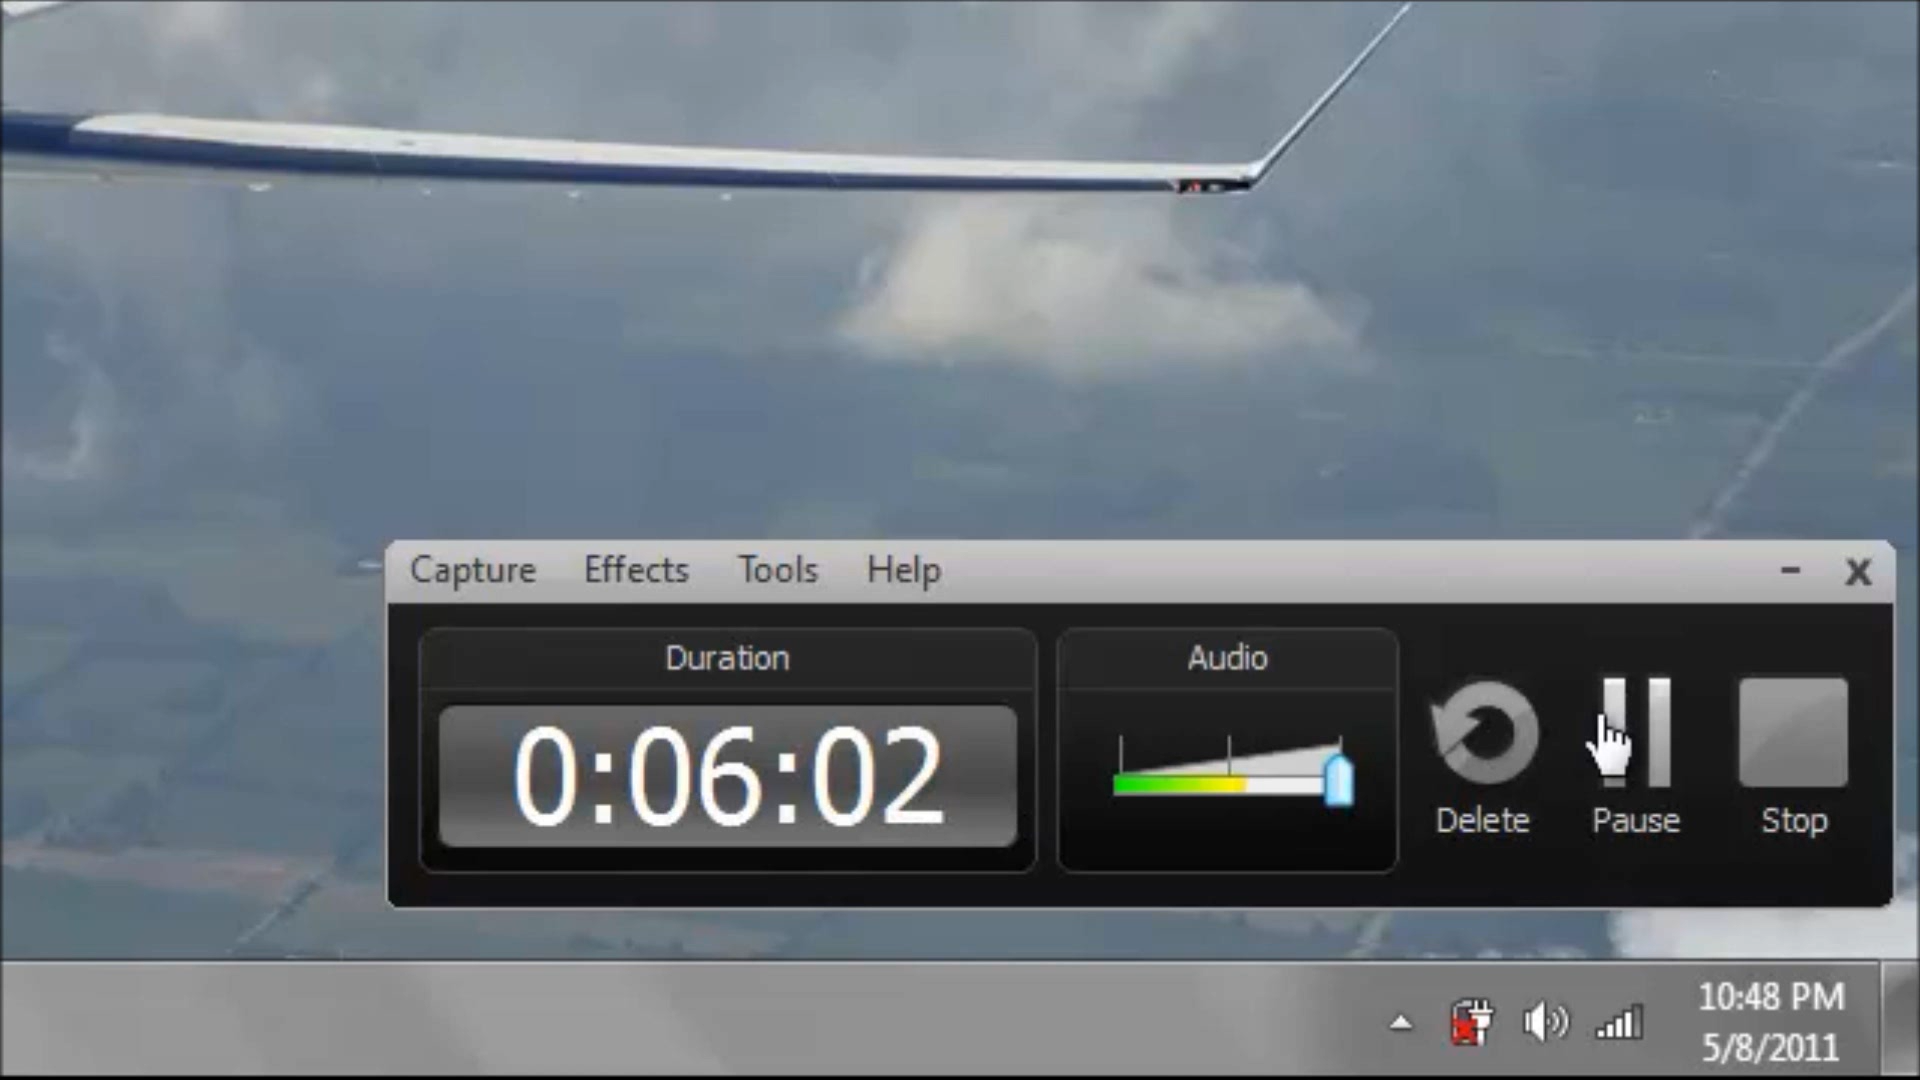 Capture Effects Tools Help
Duration
Audio
0:06:02
Delete
Pause
Stop
10:48 PM
5/8/2011